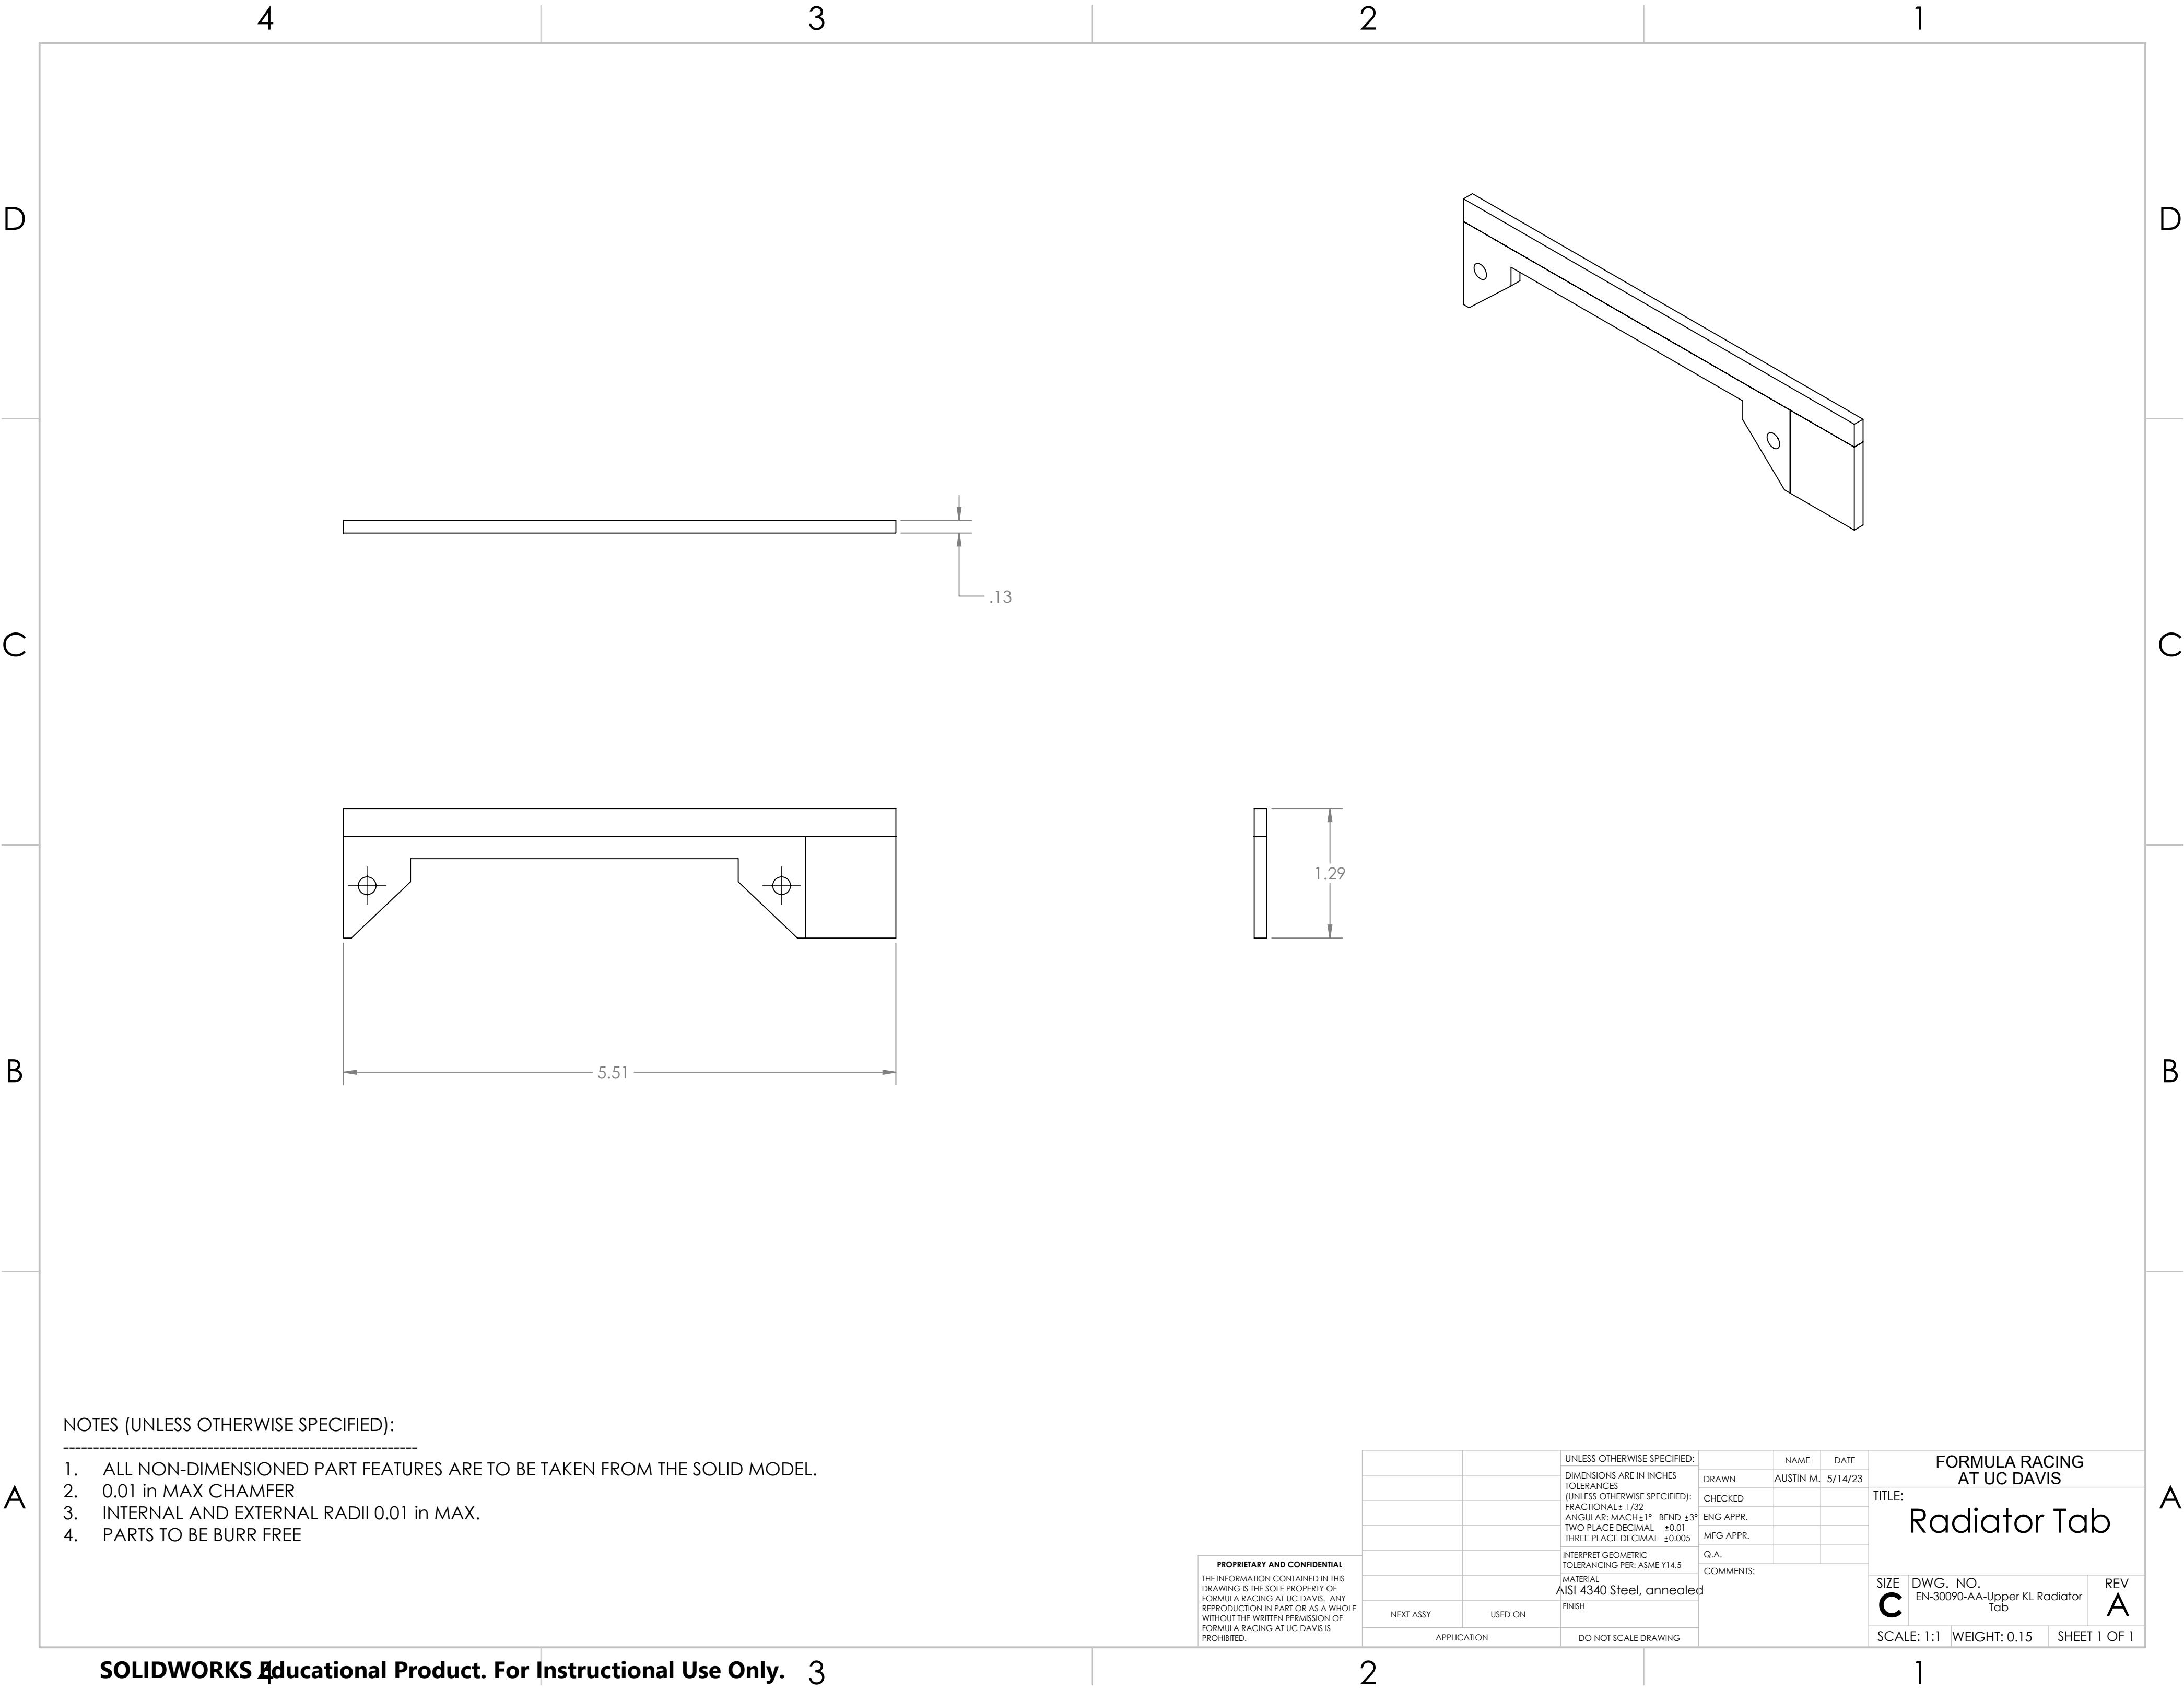 4 3 2 1
D D
.13
C C
1.29
B B
5.51
NOTES (UNLESS OTHERWISE SPECIFIED):
-----------------------------------------------------------
1. ALL NON-DIMENSIONED PART FEATURES ARE TO BE TAKEN FROM THE SOLID MODEL.
2. 0.01 in MAX CHAMFER
3. INTERNAL AND EXTERNAL RADII 0.01 in MAX.
4. PARTS TO BE BURR FREE
A A
PROPRIETARY AND CONFIDENTIAL
THE INFORMATION CONTAINED IN THIS
DRAWING IS THE SOLE PROPERTY OF
FORMULA RACING AT UC DAVIS. ANY
REPRODUCTION IN PART OR AS A WHOLE
WITHOUT THE WRITTEN PERMISSION OF
FORMULA RACING AT UC DAVIS IS
PROHIBITED.
NEXT ASSY USED ON
APPLICATION
UNLESS OTHERWISE SPECIFIED:
DIMENSIONS ARE IN INCHES
TOLERANCES
(UNLESS OTHERWISE SPECIFIED):
FRACTIONAL± 1/32
ANGULAR: MACH±1° BEND ±3°
TWO PLACE DECIMAL ±0.01
THREE PLACE DECIMAL ±0.005
INTERPRET GEOMETRIC
TOLERANCING PER: ASME Y14.5
MATERIAL
AISI 4340 Steel, annealed
FINISH
DO NOT SCALE DRAWING
NAME DATE
DRAWN AUSTIN M. 5/14/23
CHECKED
ENG APPR.
MFG APPR.
Q.A.
COMMENTS:
FORMULA RACING
AT UC DAVIS
TITLE:
Radiator Tab
SIZE DWG. NO. REV
C EN-30090-AA-Upper KL Radiator
Tab A
SCALE: 1:1 WEIGHT: 0.15 SHEET 1 OF 1
SOLIDWORKS Educational Product. For Instructional Use Only.
4 3 2 1